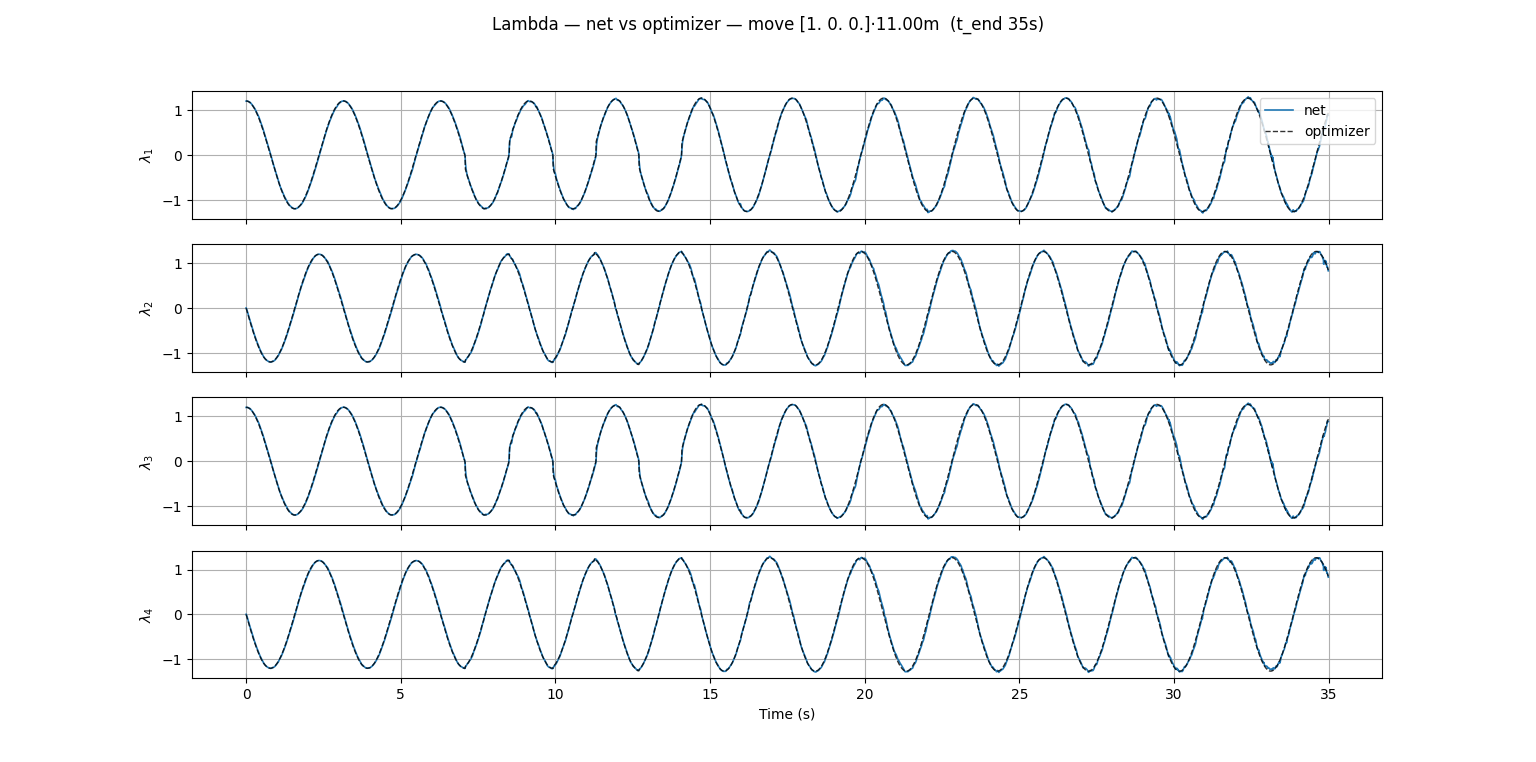 Lambda — net vs optimizer — move [1. 0. 0.]·11.00m  (t_end 35s)
λ1
1
0
−1
net
optimizer
λ2
1
0
−1
λ3
1
0
−1
λ4
1
0
−1
0 5 10 15 20 25 30 35
Time (s)